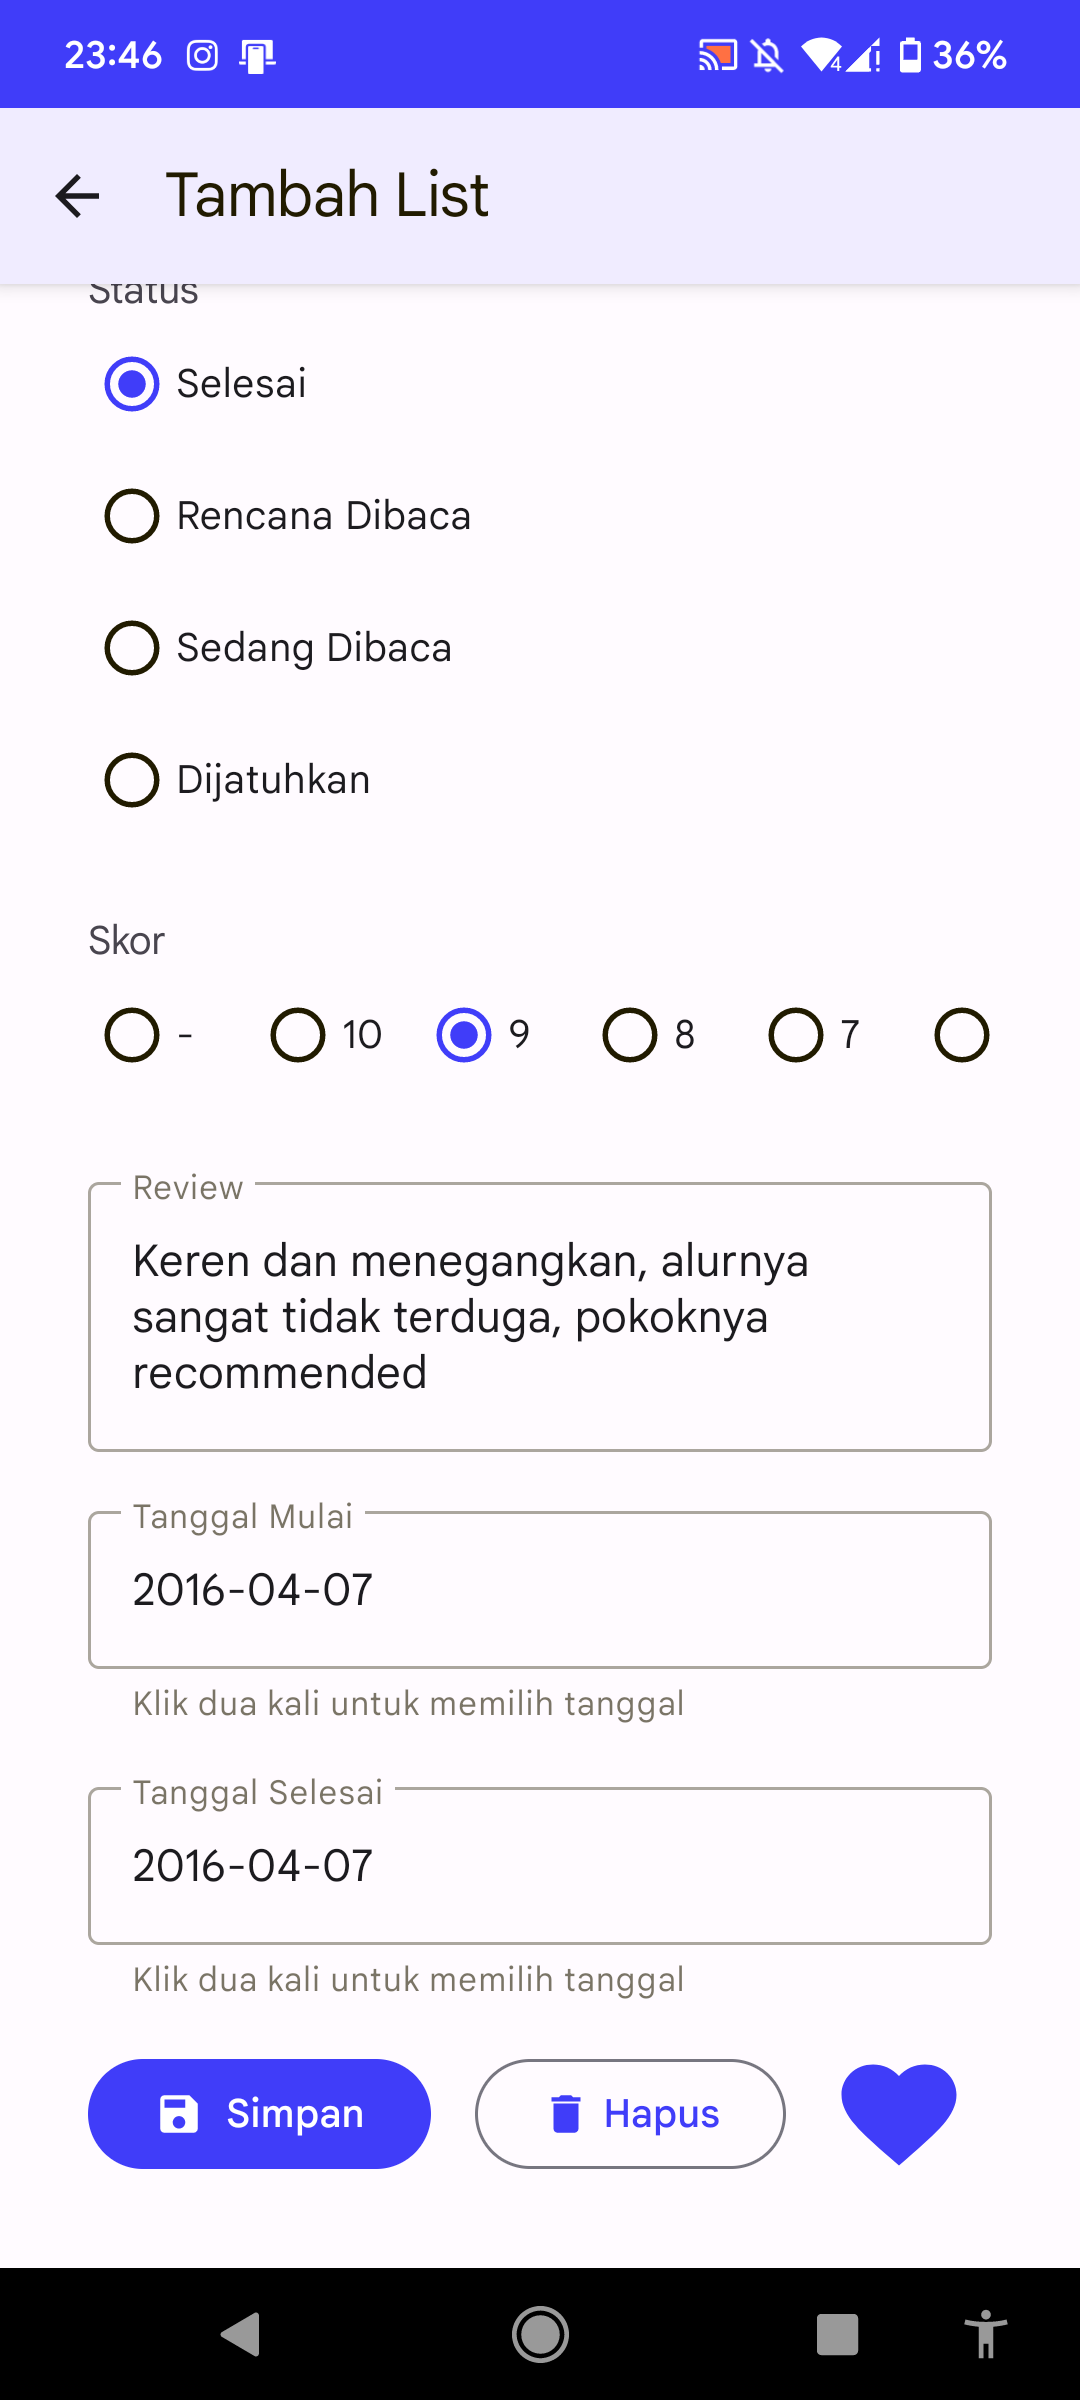 23:46
4
36%
Tambah List
Status
Selesai
Rencana Dibaca
Sedang Dibaca
Dijatuhkan
Skor
- 10 9 8 7
Review
Keren dan menegangkan, alurnya
sangat tidak terduga, pokoknya
recommended
Tanggal Mulai
2016-04-07
Klik dua kali untuk memilih tanggal
Tanggal Selesai
2016-04-07
Klik dua kali untuk memilih tanggal
Simpan Hapus